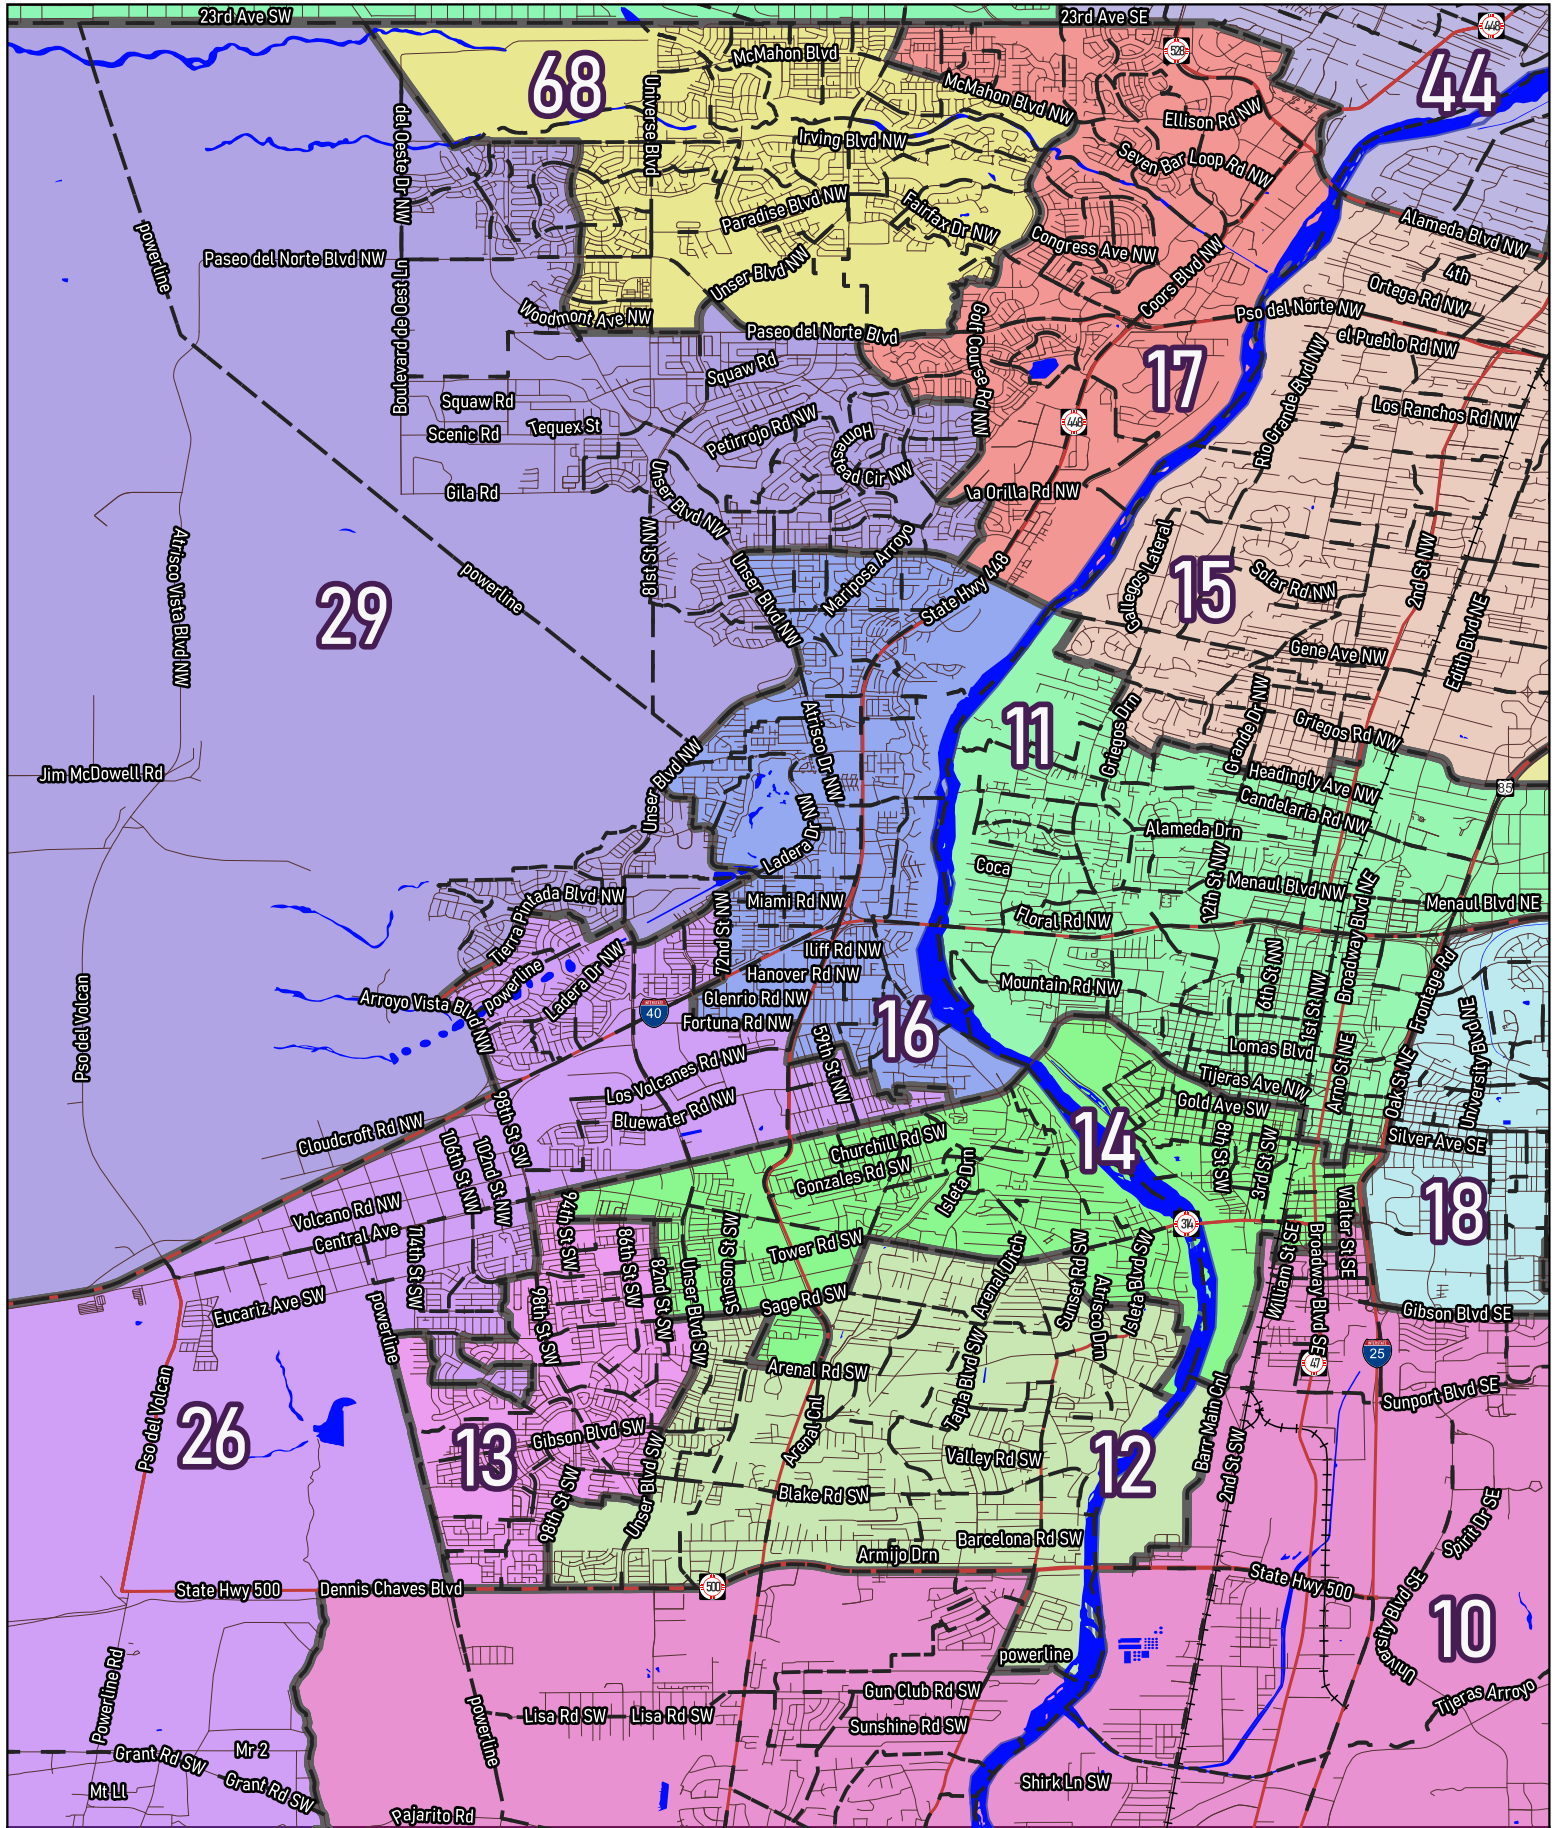 23rd Ave SW
23rd Ave SE
448
528
McMahon Blvd
68
44
McMahon Blvd NW
Universe Blvd
Ellison Rd NW
Irving Blvd NW
del Oeste Dr NW
Seven Bar Loop Rd NW
Paradise Blvd NW
Fairfax Dr NW
Alameda Blvd NW
powerline
Congress Ave NW
Paseo del Norte Blvd NW
4th
Unser Blvd NW
Coors Blvd NW
Ortega Rd NW
Boulevard de Oest Ln
Woodmont Ave NW
Pso del Norte NW
Paseo del Norte Blvd
el Pueblo Rd NW
Golf Course Rd NW
17
Squaw Rd
Rio Grande Blvd NW
Squaw Rd
Los Ranchos Rd NW
448
Petirrojo Rd NW
Tequex St
Scenic Rd
Homestead Cir NW
Gila Rd
la Orilla Rd NW
Unser Blvd NW
81st St NW
Atrisco Vista Blvd NW
powerline
Mariposa Arroyo
State Hwy 448
Unser Blvd NW
Gallegos Lateral
15
Solar Rd NW
2nd St NW
29
Edith Blvd NE
Gene Ave NW
11
Griegos Drn
Grande Dr NW
Griegos Rd NW
Atrisco Dr NW
Jim McDowell Rd
Unser Blvd NW
Headingly Ave NW
85
Candelaria Rd NW
NW
Ladera Dr
Alameda Drn
Coca
12th St NW
Menaul Blvd NW
Menaul Blvd NE
Tierra Pintada Blvd NW
Miami Rd NW
Floral Rd NW
72nd St NW
Broadway Blvd NE
Iliff Rd NW
Hanover Rd NW
powerline
Ladera Dr NW
Mountain Rd NW
6th St NW
1st St NW
Frontage Rd
Arroyo Vista Blvd NW
Glenrio Rd NW
40
Fortuna Rd NW
16
University Blvd NE
Pso del Volcan
59th St NW
Lomas Blvd
Los Volcanes Rd NW
Tijeras Ave NW
Arno St NE
Oak St NE
Bluewater Rd NW
98th St SW
Gold Ave SW
Cloudcroft Rd NW
14
Churchill Rd SW
8th St SW
3rd St SW
Silver Ave SE
106th St NW
102nd St NW
Gonzales Rd SW
Isleta Drn
18
Volcano Rd NW
94th St SW
Walter St SE
Central Ave
314
114th St SW
86th St SW
82nd St SW
Unser Blvd SW
Stinson St SW
Tower Rd SW
Arenal Ditch
Sunset Rd SW
Isleta Blvd SW
William St SE
Broadway Blvd SE
Eucariz Ave SW
98th St SW
Sage Rd SW
Atrisco Drn
Gibson Blvd SE
powerline
47
25
Arenal Rd SW
Tapia Blvd SW
Sunport Blvd SE
Pso del Volcan
Barr Main Cnl
26
13
Gibson Blvd SW
Arenal Cnl
12
Valley Rd SW
2nd St SW
98th St SW
Unser Blvd SW
Blake Rd SW
Spirit Dr SE
Barcelona Rd SW
Armijo Drn
State Hwy 500
Dennis Chaves Blvd
500
State Hwy 500
10
University Blvd SE
powerline
Powerline Rd
Gun Club Rd SW
Tijeras Arroyo
Lisa Rd SW
Lisa Rd SW
Sunshine Rd SW
powerline
Grant Rd SW
Mr 2
Mt Ll
Grant Rd SW
Shirk Ln SW
Pajarito Rd